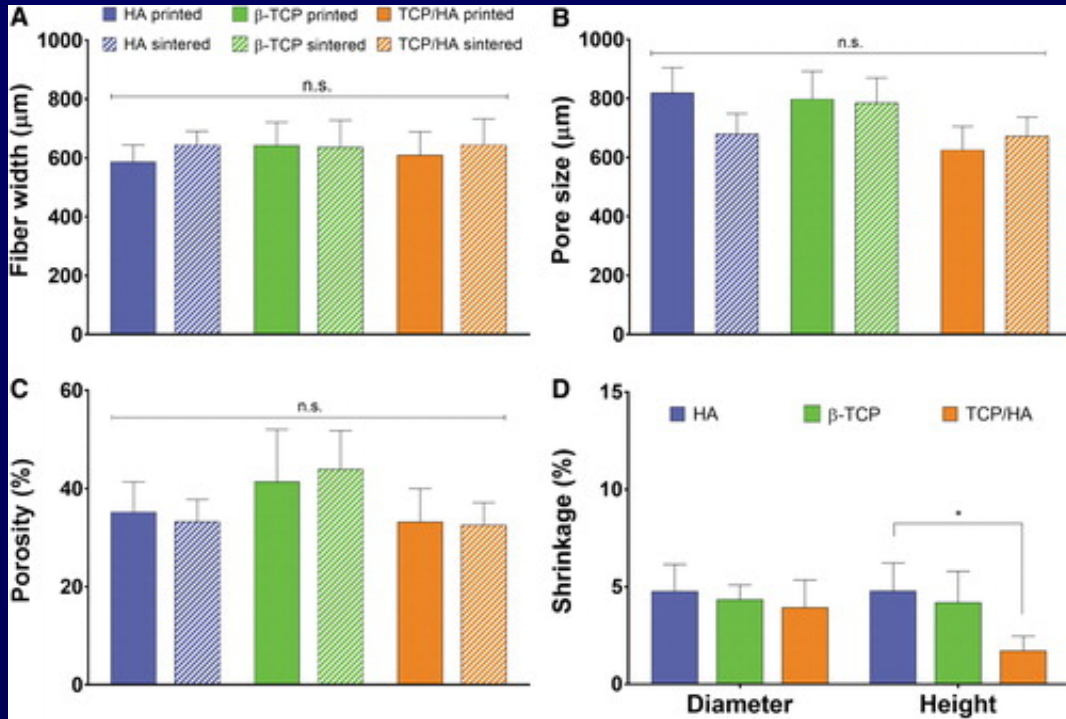 A
HA printed β-TCP printed TCP/HA printed
HA sintered β-TCP sintered TCP/HA sintered
1000
800
600
400
200
0
Fiber width (μm)
n.s.
B
1000
800
600
400
200
0
Pore size (μm)
n.s.
C
60
40
20
0
Porosity (%)
n.s.
D
15
10
5
0
Shrinkage (%)
HA β-TCP TCP/HA
*
Diameter Height